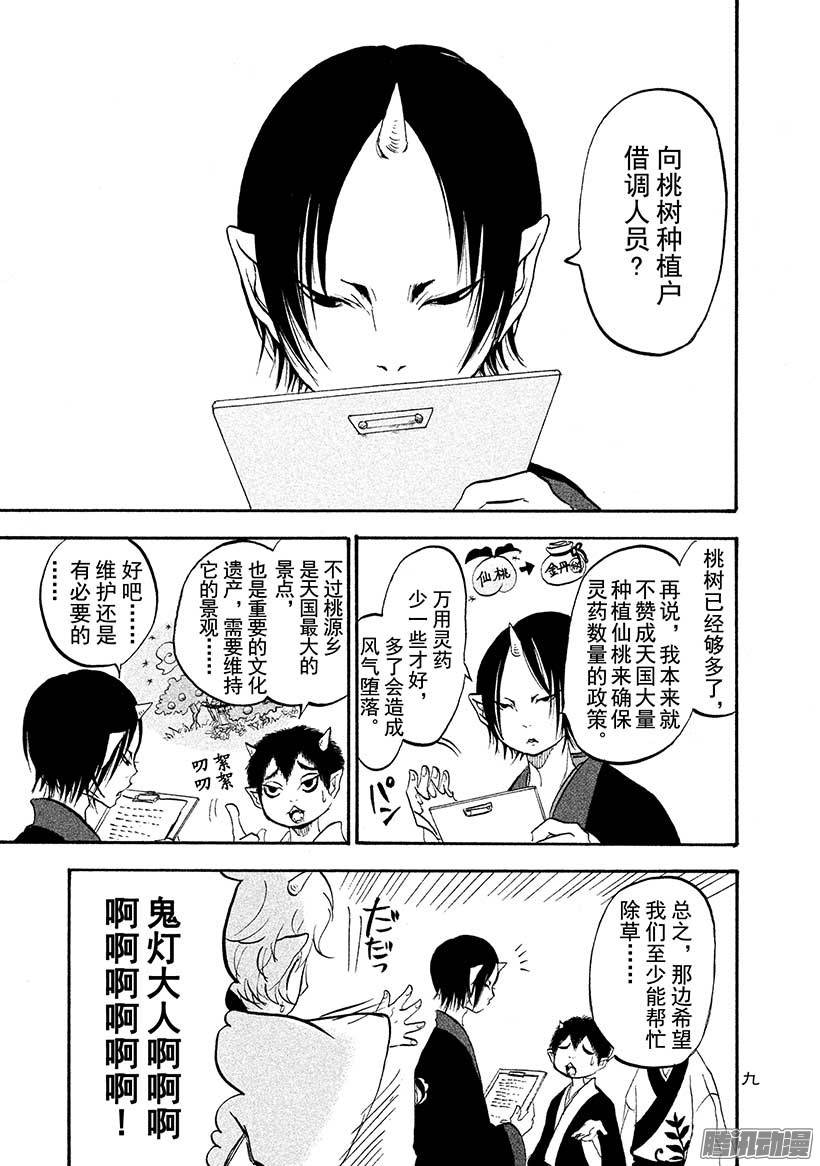 向桃树种植户
借调人员？
桃树已经够多了，
再说，我本来就
不赞成天国大量
种植仙桃来确保
灵药数量的政策。
仙桃
金丹
万用灵药
少一些才好，
多了会造成
风气堕落。
パン
不过桃源乡
是天国最大的
景点，
也是重要的文化
遗产，需要维持
它的景观……
絮絮
叨叨
好吧……
维护还是
有必要的
……
总之，那边希望
我们至少能帮忙
除草……
だだっ
鬼灯大人啊啊啊
啊啊啊啊啊啊！
九
腾讯动漫